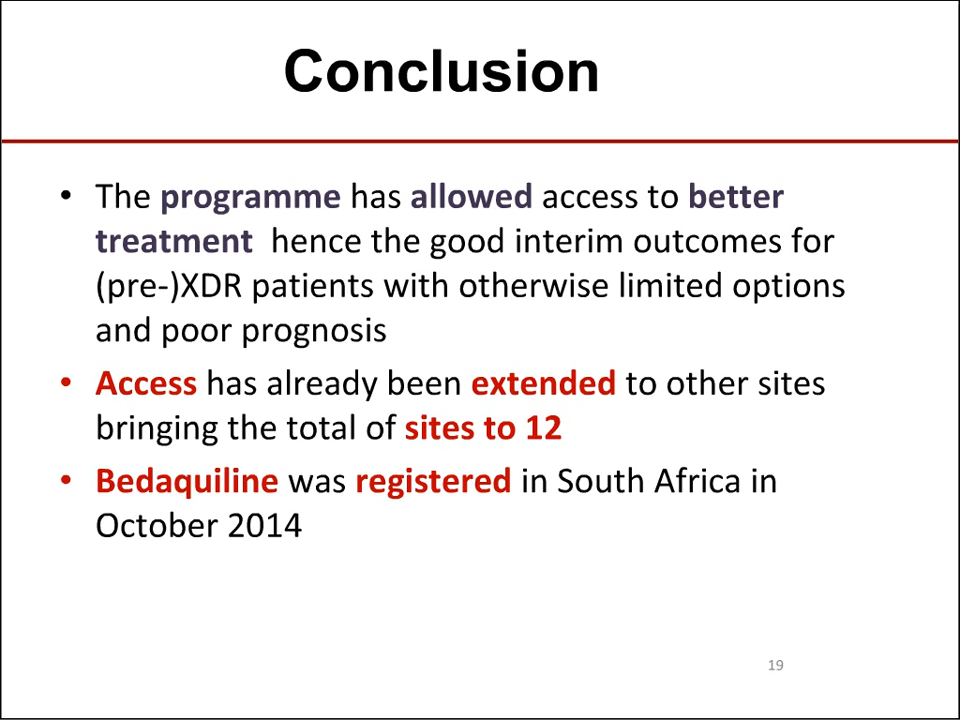 Conclusion
• The programme has allowed access to better
treatment  hence the good interim outcomes for
(pre-)XDR patients with otherwise limited options
and poor prognosis
• Access has already been extended to other sites
bringing the total of sites to 12
• Bedaquiline was registered in South Africa in
October 2014
19